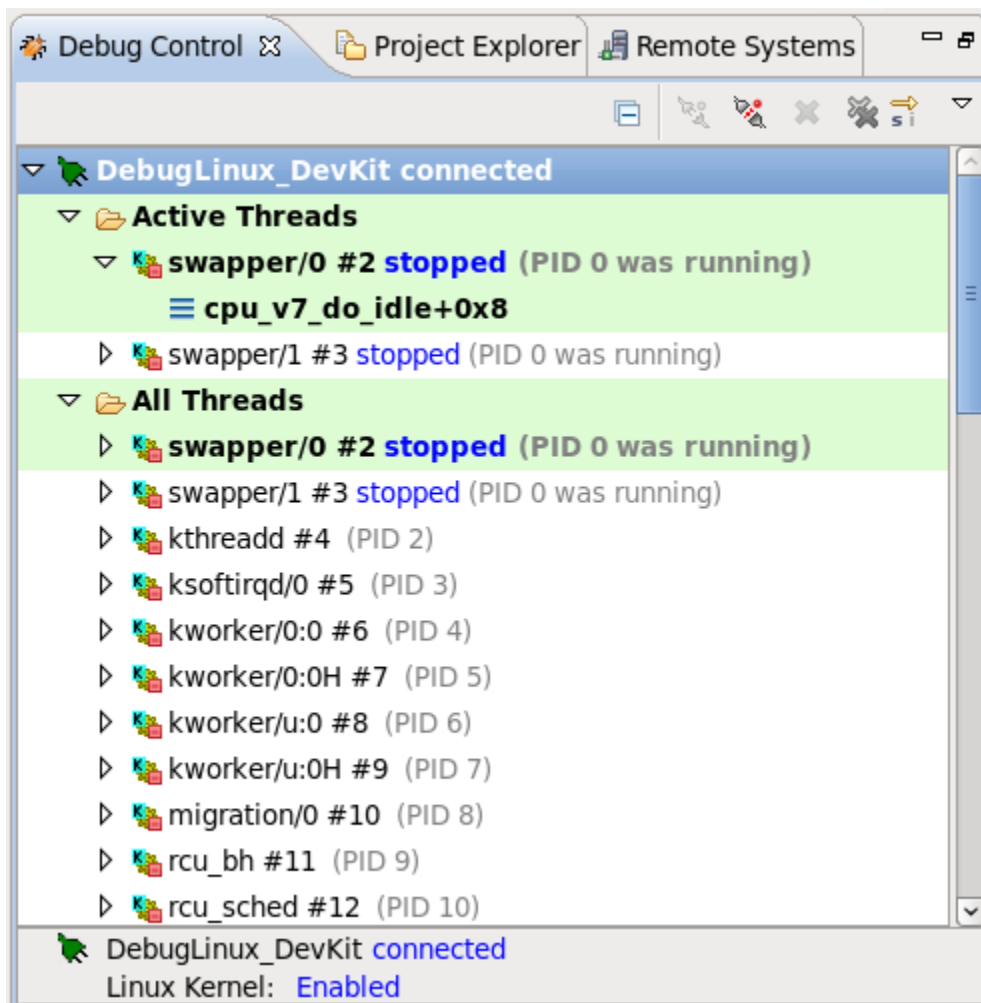 Debug Control Project Explorer Remote Systems
s i
DebugLinux_DevKit connected
Active Threads
swapper/0 #2 stopped (PID 0 was running)
cpu_v7_do_idle+0x8
swapper/1 #3 stopped (PID 0 was running)
All Threads
swapper/0 #2 stopped (PID 0 was running)
swapper/1 #3 stopped (PID 0 was running)
kthreadd #4 (PID 2)
ksoftirqd/0 #5 (PID 3)
kworker/0:0 #6 (PID 4)
kworker/0:0H #7 (PID 5)
kworker/u:0 #8 (PID 6)
kworker/u:0H #9 (PID 7)
migration/0 #10 (PID 8)
rcu_bh #11 (PID 9)
rcu_sched #12 (PID 10)
DebugLinux_DevKit connected
Linux Kernel: Enabled